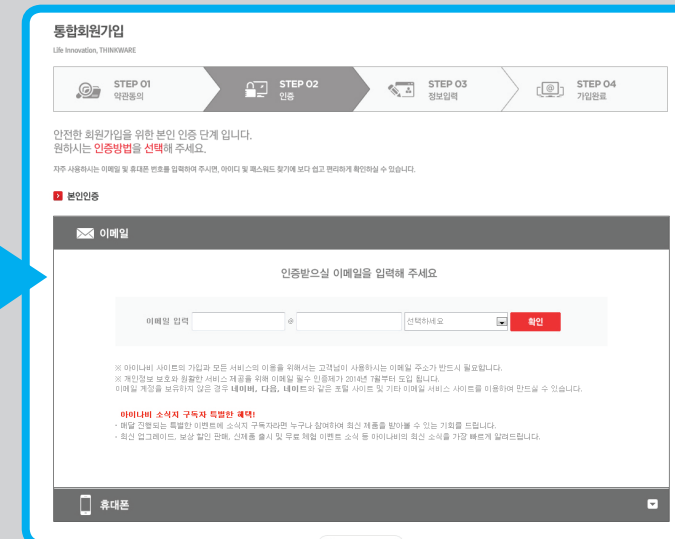 통합회원가입
Life Innovation, THINKWARE
STEP 01
약관동의
STEP 02
인증
STEP 03
정보입력
STEP 04
가입완료
안전한 회원가입을 위한 본인 인증 단계 입니다.
원하시는 인증방법을 선택해 주세요.
자주 사용하시는 이메일 및 휴대폰 번호를 입력하여 주시면, 아이디 및 패스워드 찾기에 보다 쉽고 편리하게 확인하실 수 있습니다.
본인인증
이메일
인증받으실 이메일을 입력해 주세요
이메일 입력 @ 선택하세요 확인
※ 아이나비 사이트의 가입과 모든 서비스의 이용을 위해서는 고객님이 사용하시는 이메일 주소가 반드시 필요합니다.
※ 개인정보 보호와 원활한 서비스 제공을 위해 이메일 필수 인증제가 2014년 7월부터 도입 됩니다.
이메일 계정을 보유하지 않은 경우 네이버, 다음, 네이트와 같은 포탈 사이트 및 기타 이메일 서비스 사이트를 이용하여 만드실 수 있습니다.
아이나비 소식지 구독자 특별한 혜택!
- 매달 진행되는 특별한 이벤트에 소식지 구독자라면 누구나 참여하여 최신 제품을 받아볼 수 있는 기회를 드립니다.
- 최신 업그레이드, 보상 할인 판매, 신제품 출시 및 무료 체험 이벤트 소식 등 아이나비의 최신 소식을 가장 빠르게 알려드립니다.
휴대폰